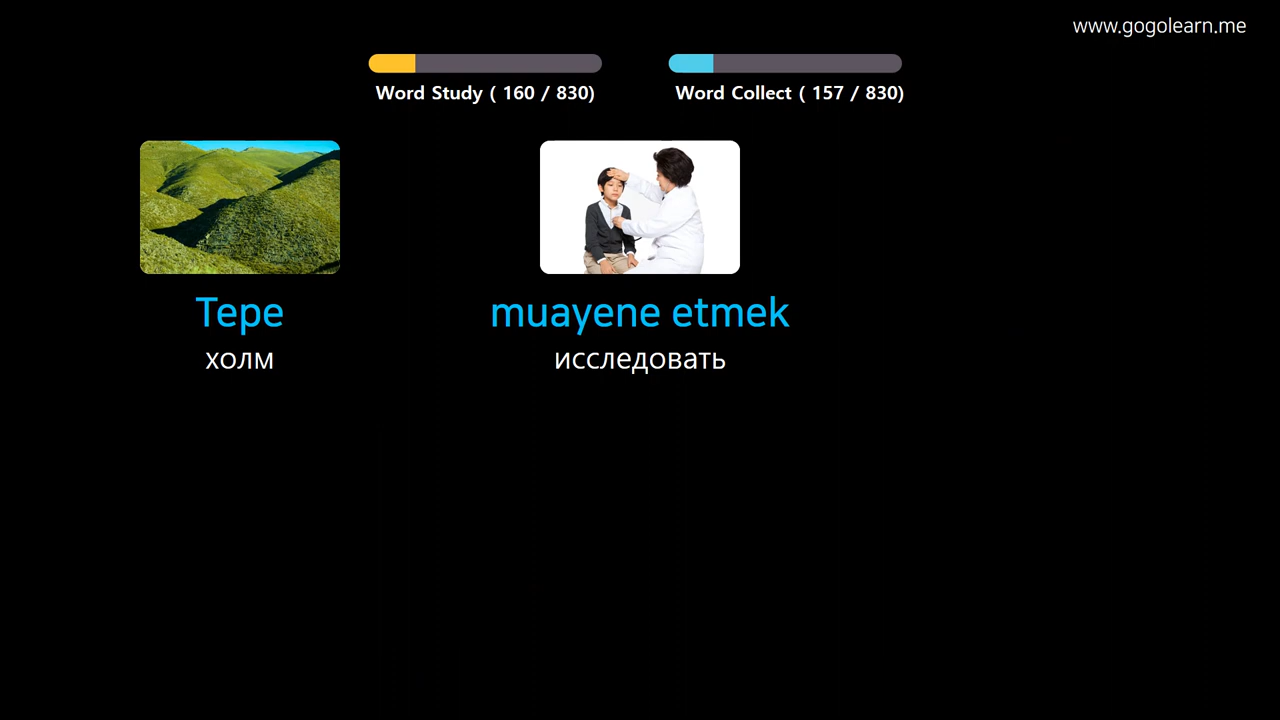 www.gogolearn.me
Word Study ( 160 / 830)
Word Collect ( 157 / 830)
Tepe
холм
muayene etmek
исследовать